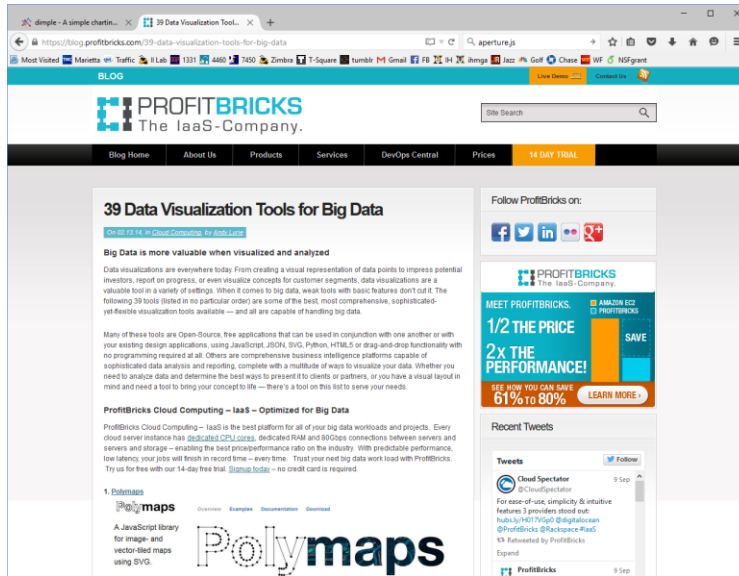 dimple - A simple chartin...
39 Data Visualization Tool...
https://blog.profitbricks.com/39-data-visualization-tools-for-big-data
aperture.js
Most Visited Marietta Traffic II Lab 1331 4460 7450 Zimbra T-Square tumblr M Gmail FB IH ihmga Jazz Golf Chase WF NSFgrant
BLOG
Live Demo
Contact Us
PROFITBRICKS
The IaaS-Company.
Site Search
Blog Home About Us Products Services DevOps Central Prices 14 DAY TRIAL
39 Data Visualization Tools for Big Data
On 02.13.14, in Cloud Computing, by Andy Lurie
Big Data is more valuable when visualized and analyzed
Data visualizations are everywhere today. From creating a visual representation of data points to impress potential
investors, report on progress, or even visualize concepts for customer segments, data visualizations are a
valuable tool in a variety of settings. When it comes to big data, weak tools with basic features don't cut it. The
following 39 tools (listed in no particular order) are some of the best, most comprehensive, sophisticated-
yet-flexible visualization tools available — and all are capable of handling big data.
Many of these tools are Open-Source, free applications that can be used in conjunction with one another or with
your existing design applications, using JavaScript, JSON, SVG, Python, HTML5 or drag-and-drop functionality with
no programming required at all. Others are comprehensive business intelligence platforms capable of
sophisticated data analysis and reporting, complete with a multitude of ways to visualize your data. Whether you
need to analyze data and determine the best ways to present it to clients or partners, or you have a visual layout in
mind and need a tool to bring your concept to life — there's a tool on this list to serve your needs.
ProfitBricks Cloud Computing – IaaS – Optimized for Big Data
ProfitBricks Cloud Computing – IaaS is the best platform for all of your big data workloads and projects. Every
cloud server instance has dedicated CPU cores, dedicated RAM and 80Gbps connections between servers and
servers and storage – enabling the best price/performance ratio on the industry. With predictable performance,
low latency, your jobs will finish in record time – every time. Trust your next big data work load with ProfitBricks.
Try us for free with our 14-day free trial. Signup today – no credit card is required.
1. Polymaps
Polymaps
Overview Examples Documentation Download
A JavaScript library
for image- and
vector-tiled maps
using SVG.
Polymaps
Follow ProfitBricks on:
PROFITBRICKS
The IaaS-Company.
MEET PROFITBRICKS.
AMAZON EC2
PROFITBRICKS
1/2 THE PRICE
2x THE
PERFORMANCE!
SAVE
SEE HOW YOU CAN SAVE
61% TO 80%
LEARN MORE ›
Recent Tweets
Tweets
Follow
Cloud Spectator 9 Sep
@CloudSpectator
For ease-of-use, simplicity & intuitive
features 3 providers stood out:
hubs.ly/H017VGp0 @digitalocean
@ProfitBricks @Rackspace #IaaS
Retweeted by ProfitBricks
Expand
ProfitBricks 9 Sep